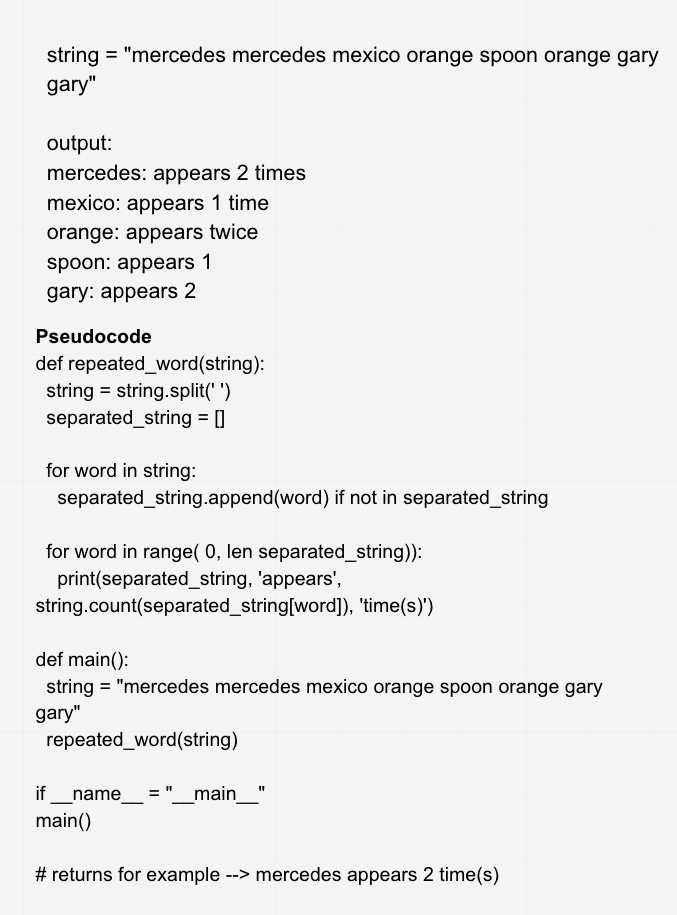 string = "mercedes mercedes mexico orange spoon orange gary
gary"
output:
mercedes: appears 2 times
mexico: appears 1 time
orange: appears twice
spoon: appears 1
gary: appears 2
Pseudocode
def repeated_word(string):
string = string.split(' ')
separated_string = []
for word in string:
separated_string.append(word) if not in separated_string
for word in range( 0, len separated_string)):
print(separated_string, 'appears',
string.count(separated_string[word]), 'time(s)')
def main():
string = "mercedes mercedes mexico orange spoon orange gary
gary"
repeated_word(string)
if __name__ = "__main__"
main()
# returns for example --> mercedes appears 2 time(s)